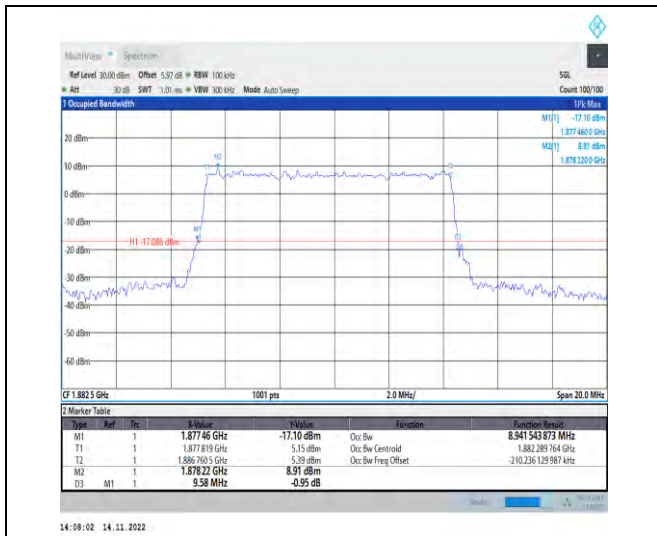 MultiView Spectrum
Ref Level 30.00 dBm Offset 5.97 dB RBW 100 kHz SGL
Att 30 dB SWT 1.01 ms VBW 300 kHz Mode Auto Sweep Count 100/100
1 Occupied Bandwidth 1Pk Max
M1[1] -17.10 dBm
1.877 460 0 GHz
M2[1] 8.91 dBm
1.878 220 0 GHz
20 dBm
M2
T1 T2
10 dBm
0 dBm
-10 dBm
M1
H1 -17.086 dBm
D3
-20 dBm
-30 dBm
-40 dBm
-50 dBm
-60 dBm
CF 1.882 5 GHz 1001 pts 2.0 MHz/ Span 20.0 MHz
2 Marker Table
Type Ref Trc X-Value Y-Value Function Function Result
M1 1 1.877 46 GHz -17.10 dBm Occ Bw 8.941 543 873 MHz
T1 1 1.877 819 GHz 5.15 dBm Occ Bw Centroid 1.882 289 764 GHz
T2 1 1.886 760 5 GHz 5.39 dBm Occ Bw Freq Offset -210.236 129 987 kHz
M2 1 1.878 22 GHz 8.91 dBm
D3 M1 1 9.58 MHz -0.95 dB
14:08:02 14.11.2022